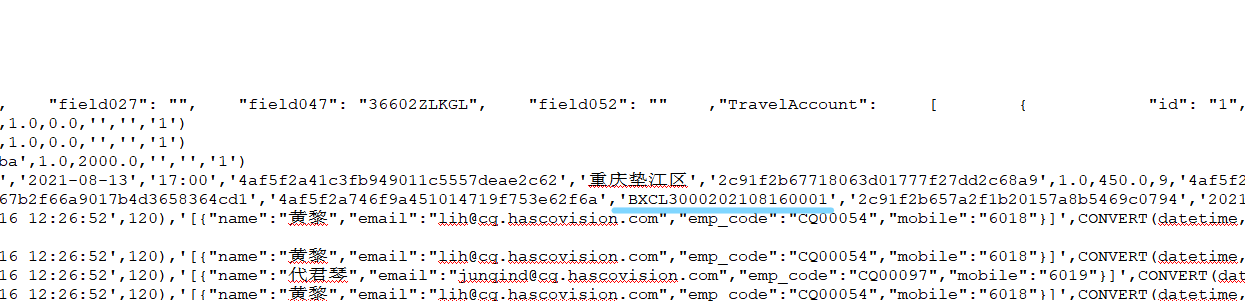 ,    "field027": "",    "field047": "36602ZLKGL",    "field052": ""    ,"TravelAccount":    [    {    "id": "1",
,1.0,0.0,'','','1')
,1.0,0.0,'','','1')
ba',1.0,2000.0,'','','1')
','2021-08-13','17:00','4af5f2a41c3fb949011c5557deae2c62','重庆垫江区','2c91f2b67718063d01777f27dd2c68a9',1.0,450.0,9,'4af5f2
67b2f66a9017b4d3658364cd1','4af5f2a746f9a451014719f753e62f6a','BXCL3000202108160001','2c91f2b657a2f1b20157a8b5469c0794','2021
16 12:26:52',120),'[{"name":"黄黎","email":"lih@cq.hascovision.com","emp_code":"CQ00054","mobile":"6018"}]',CONVERT(datetime,
16 12:26:52',120),'[{"name":"黄黎","email":"lih@cq.hascovision.com","emp_code":"CQ00054","mobile":"6018"}]',CONVERT(datetime,
16 12:26:52',120),'[{"name":"代君琴","email":"junqind@cq.hascovision.com","emp_code":"CQ00097","mobile":"6019"}]',CONVERT(dat
16 12:26:52',120),'[{"name":"黄黎","email":"lih@cq.hascovision.com","emp_code":"CQ00054","mobile":"6018"}]',CONVERT(datetime,